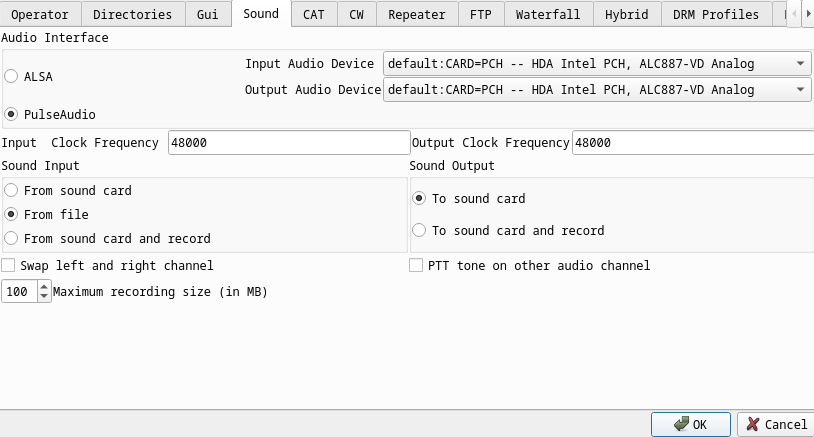 Operator Directories Gui Sound CAT CW Repeater FTP Waterfall Hybrid DRM Profiles
Audio Interface
ALSA
Input Audio Device default:CARD=PCH -- HDA Intel PCH, ALC887-VD Analog
Output Audio Device default:CARD=PCH -- HDA Intel PCH, ALC887-VD Analog
PulseAudio
Input Clock Frequency 48000 Output Clock Frequency 48000
Sound Input Sound Output
From sound card
From file
From sound card and record
To sound card
To sound card and record
Swap left and right channel PTT tone on other audio channel
100 Maximum recording size (in MB)
OK Cancel